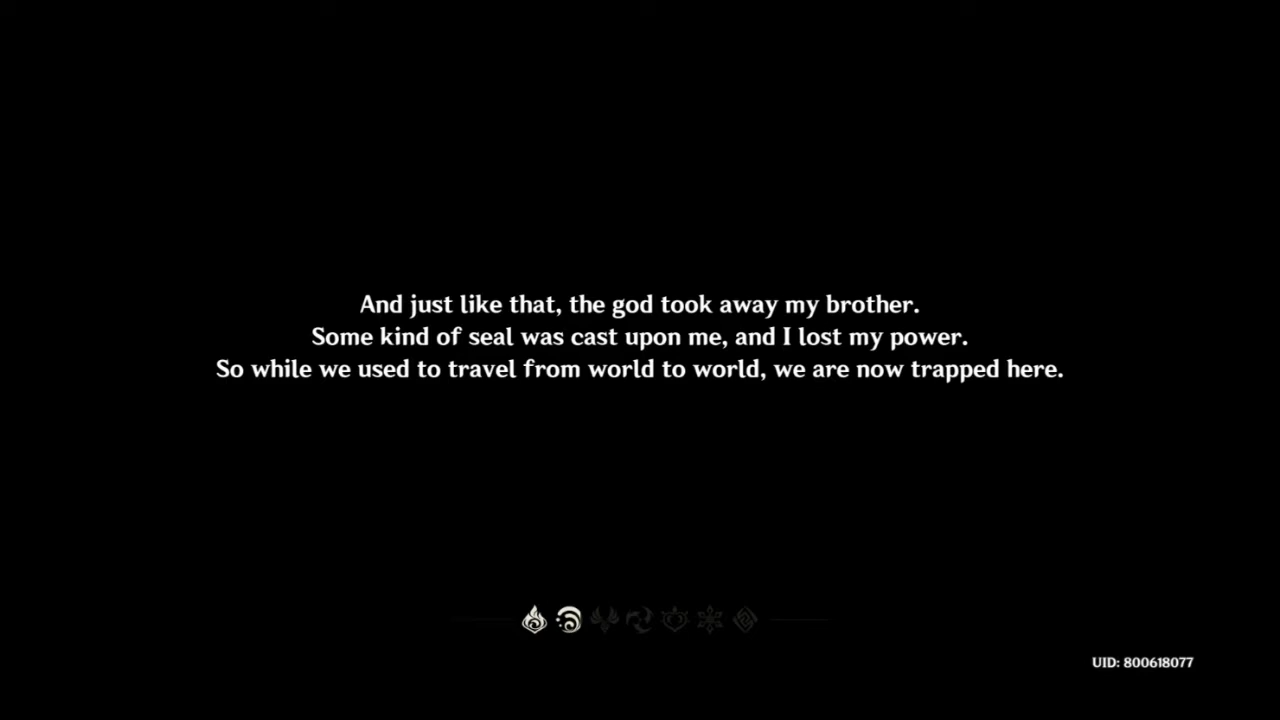 And just like that, the god took away my brother.
Some kind of seal was cast upon me, and I lost my power.
So while we used to travel from world to world, we are now trapped here.
UID: 800618077